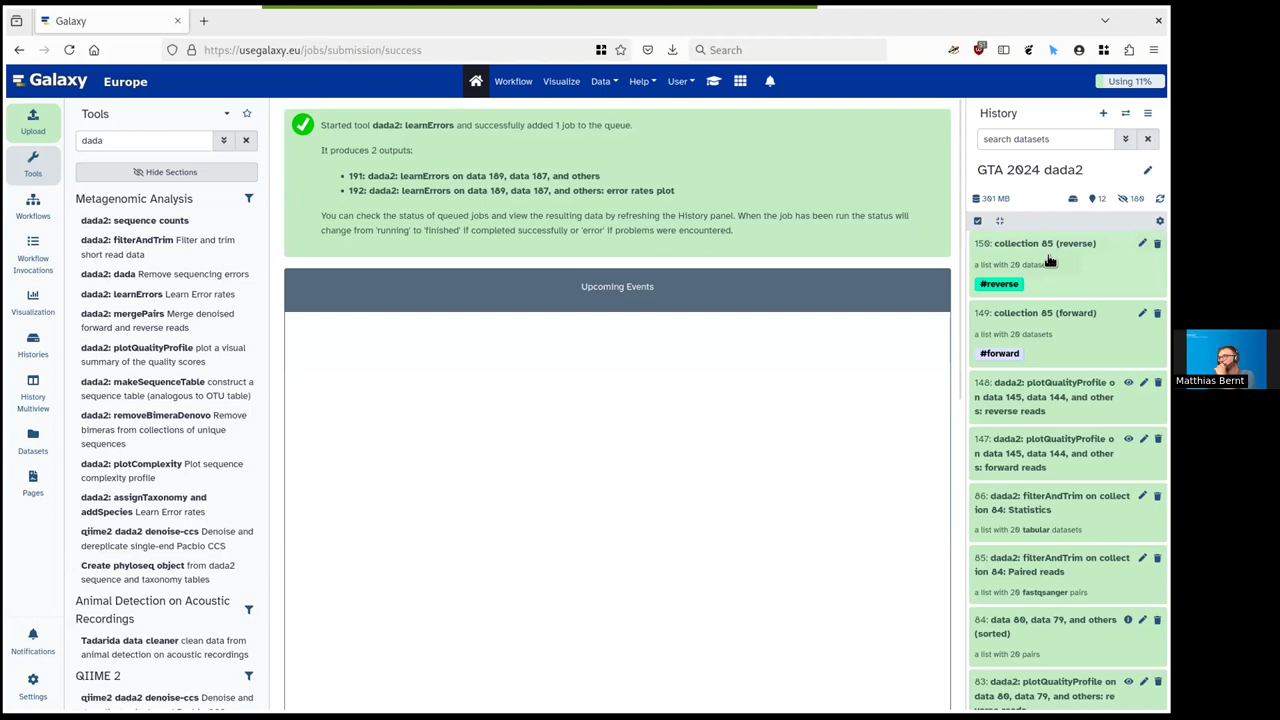 Galaxy
https://usegalaxy.eu/jobs/submission/success
Search
Galaxy Europe
Workflow Visualize Data Help User
Using 11%
Upload
Tools
Workflows
Workflow
Invocations
Visualization
Histories
History
Multiview
Datasets
Pages
Notifications
Settings
Tools
dada
Hide Sections
Metagenomic Analysis
dada2: sequence counts
dada2: filterAndTrim Filter and trim
short read data
dada2: dada Remove sequencing errors
dada2: learnErrors Learn Error rates
dada2: mergePairs Merge denoised
forward and reverse reads
dada2: plotQualityProfile plot a visual
summary of the quality scores
dada2: makeSequenceTable construct a
sequence table (analogous to OTU table)
dada2: removeBimeraDenovo Remove
bimeras from collections of unique
sequences
dada2: plotComplexity Plot sequence
complexity profile
dada2: assignTaxonomy and
addSpecies Learn Error rates
qiime2 dada2 denoise-ccs Denoise and
dereplicate single-end Pacbio CCS
Create phyloseq object from dada2
sequence and taxonomy tables
Animal Detection on Acoustic
Recordings
Tadarida data cleaner clean data from
animal detection on acoustic recordings
QIIME 2
qiime2 dada2 denoise-ccs Denoise and
Started tool dada2: learnErrors and successfully added 1 job to the queue.
It produces 2 outputs:
• 191: dada2: learnErrors on data 189, data 187, and others
• 192: dada2: learnErrors on data 189, data 187, and others: error rates plot
You can check the status of queued jobs and view the resulting data by refreshing the History panel. When the job has been run the status will
change from 'running' to 'finished' if completed successfully or 'error' if problems were encountered.
Upcoming Events
History
search datasets
GTA 2024 dada2
301 MB
12
180
150: collection 85 (reverse)
a list with 20
#reverse
149: collection 85 (forward)
a list with 20 datasets
#forward
148: dada2: plotQualityProfile o
n data 145, data 144, and other
s: reverse reads
147: dada2: plotQualityProfile o
n data 145, data 144, and other
s: forward reads
86: dada2: filterAndTrim on collect
ion 84: Statistics
a list with 20 tabular datasets
85: dada2: filterAndTrim on collect
ion 84: Paired reads
a list with 20 fastqsanger pairs
84: data 80, data 79, and others
(sorted)
a list with 20 pairs
83: dada2: plotQualityProfile on
data 80, data 79, and others: re
Matthias Bernt